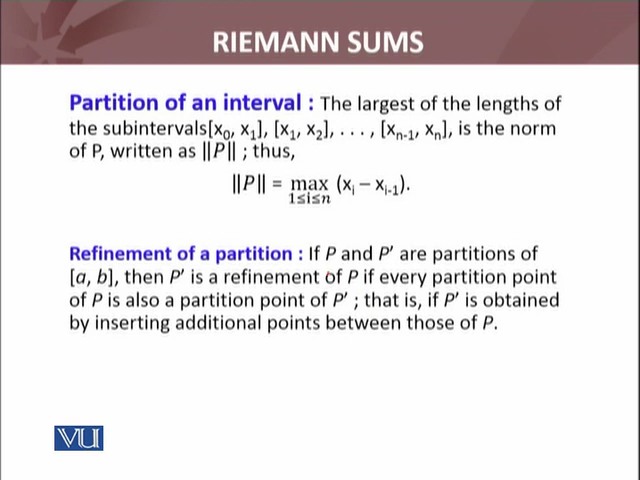 RIEMANN SUMS
Partition of an interval : The largest of the lengths of
the subintervals[x₀, x₁], [x₁, x₂], . . . , [xₙ₋₁, xₙ], is the norm
of P, written as ||P|| ; thus,
||P|| = max (xᵢ – xᵢ₋₁).
1≤i≤n
Refinement of a partition : If P and P′ are partitions of
[a, b], then P′ is a refinement of P if every partition point
of P is also a partition point of P′ ; that is, if P′ is obtained
by inserting additional points between those of P.
VU